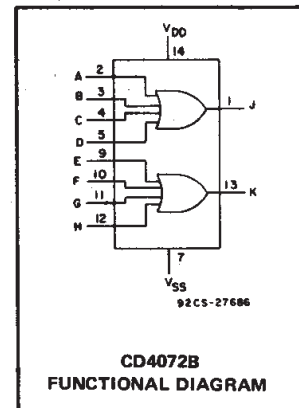 VDD
14
A 2
B 3
C 4
D 5
1 J
E 9
F 10
G 11
H 12
13 K
7
VSS
92CS-27686
CD4072B
FUNCTIONAL DIAGRAM